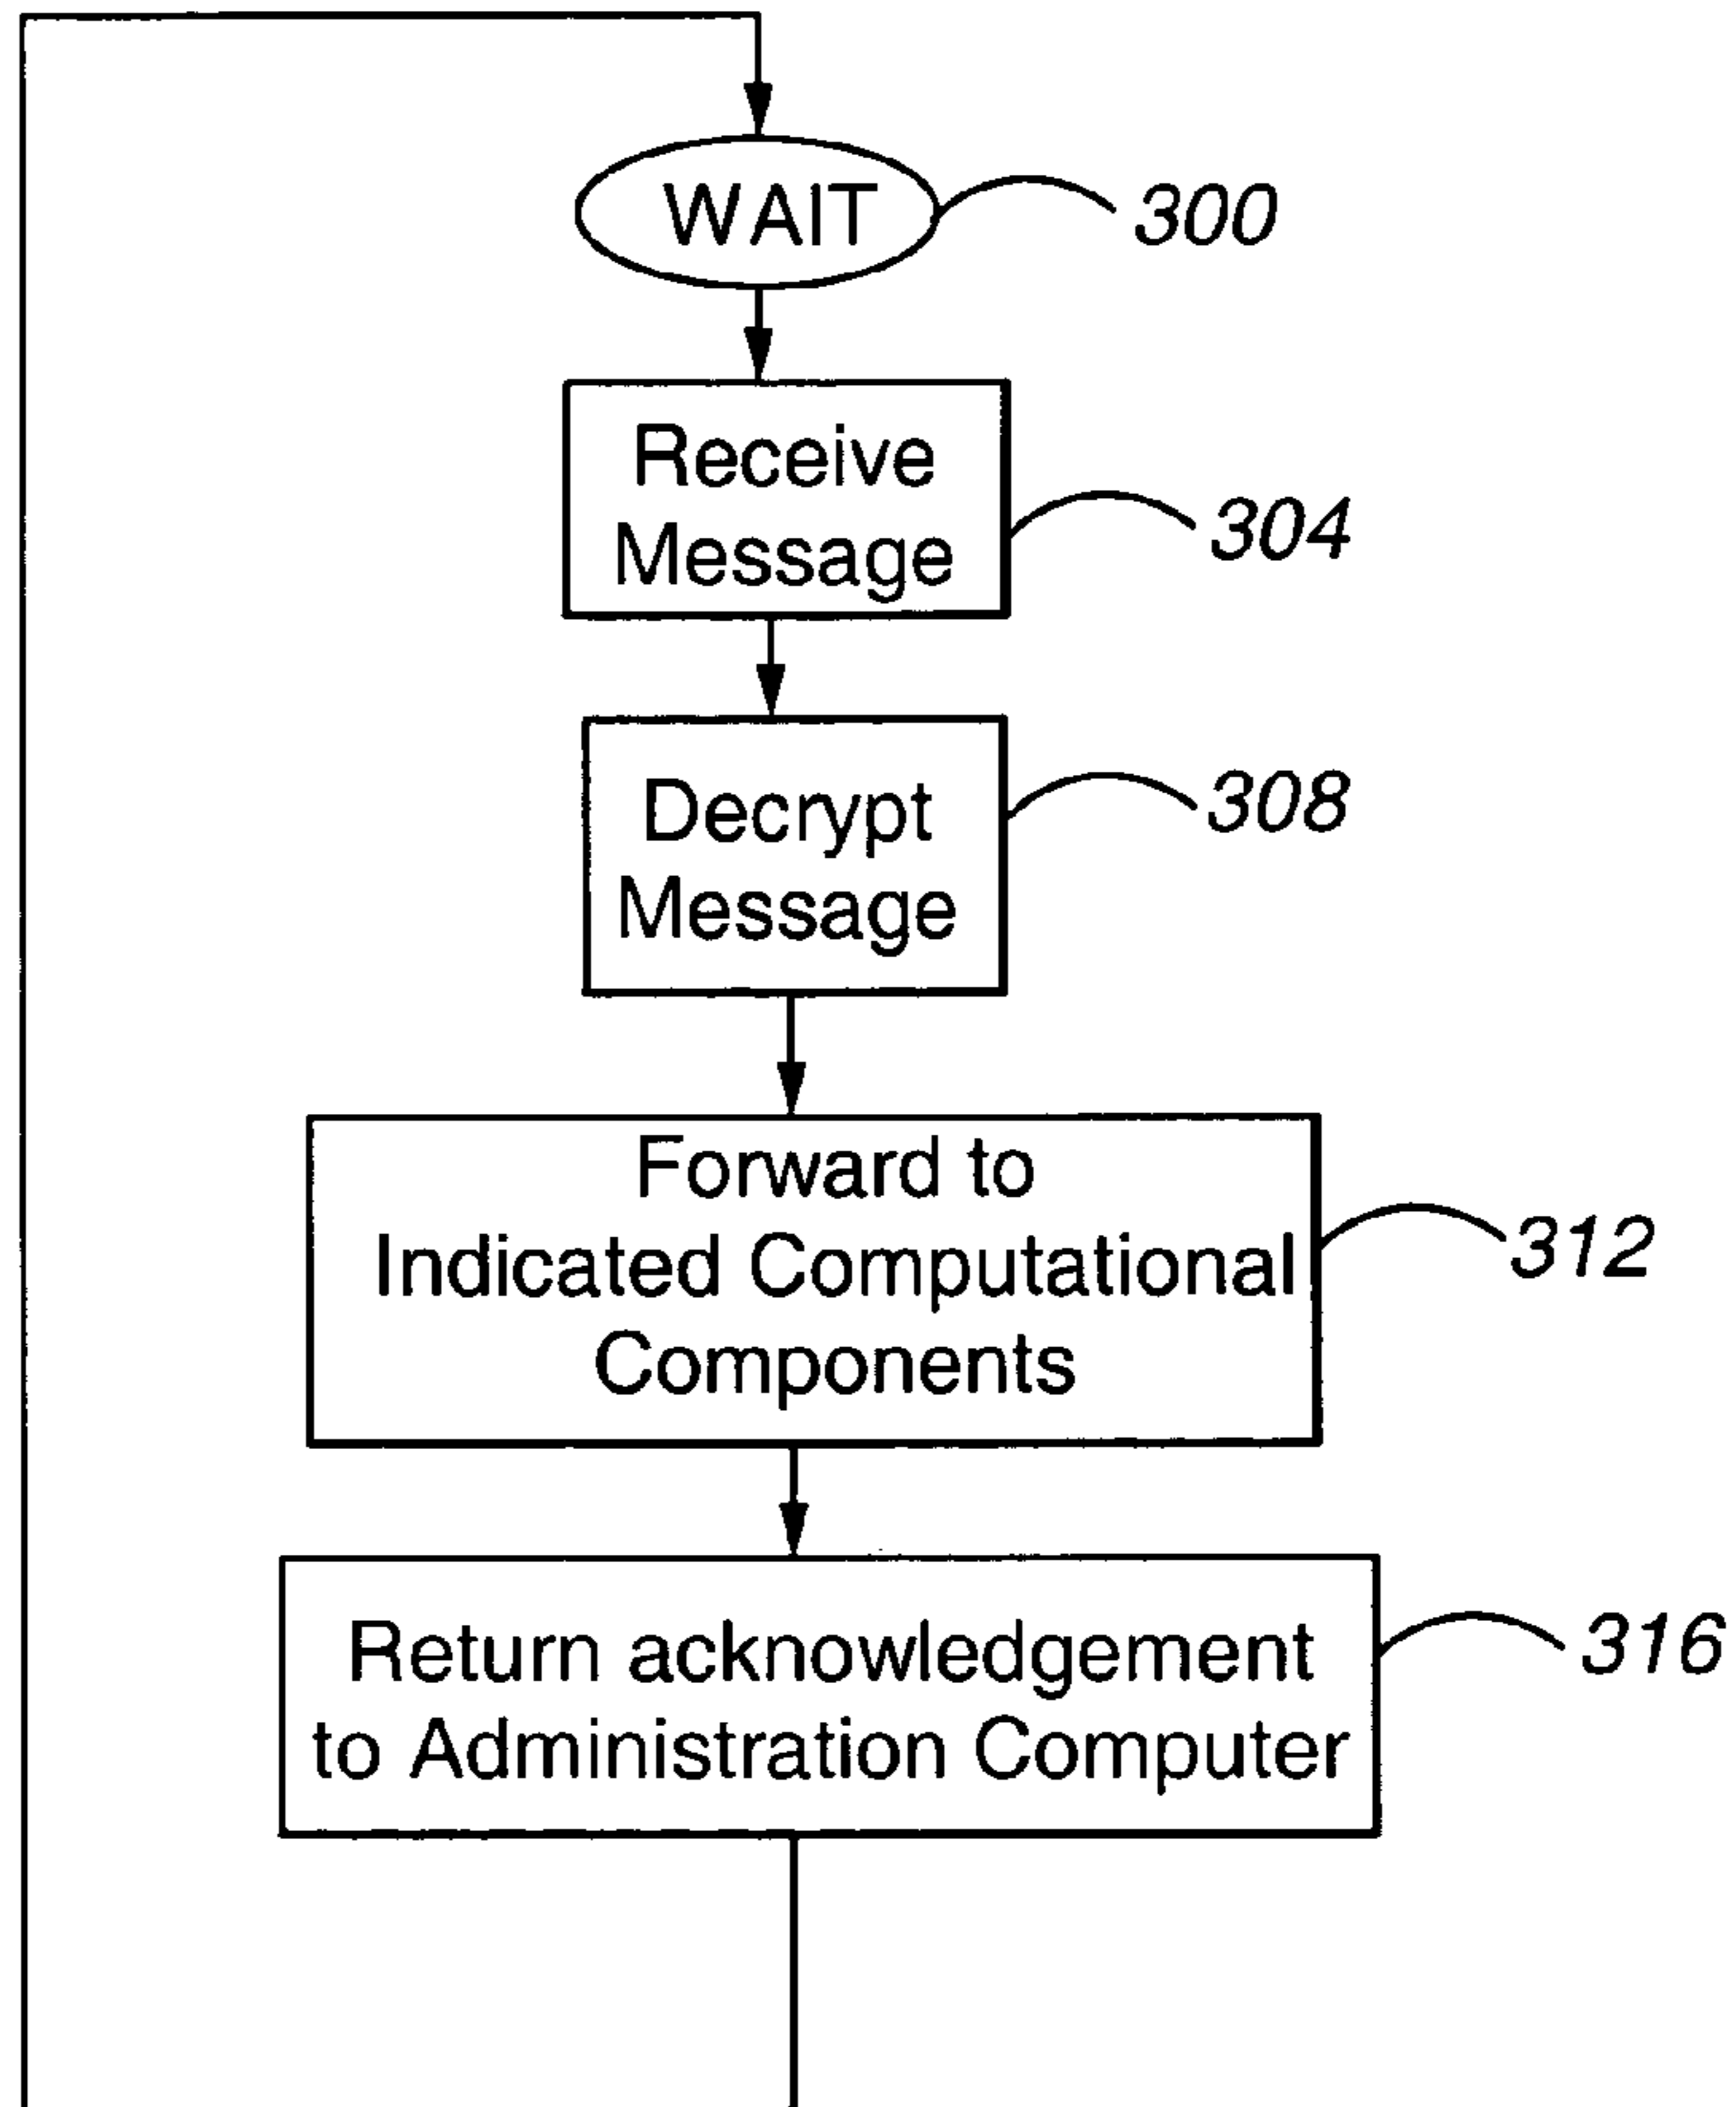 WAIT
300
Receive
Message
304
Decrypt
Message
308
Forward to
Indicated Computational
Components
312
Return acknowledgement
to Administration Computer
316